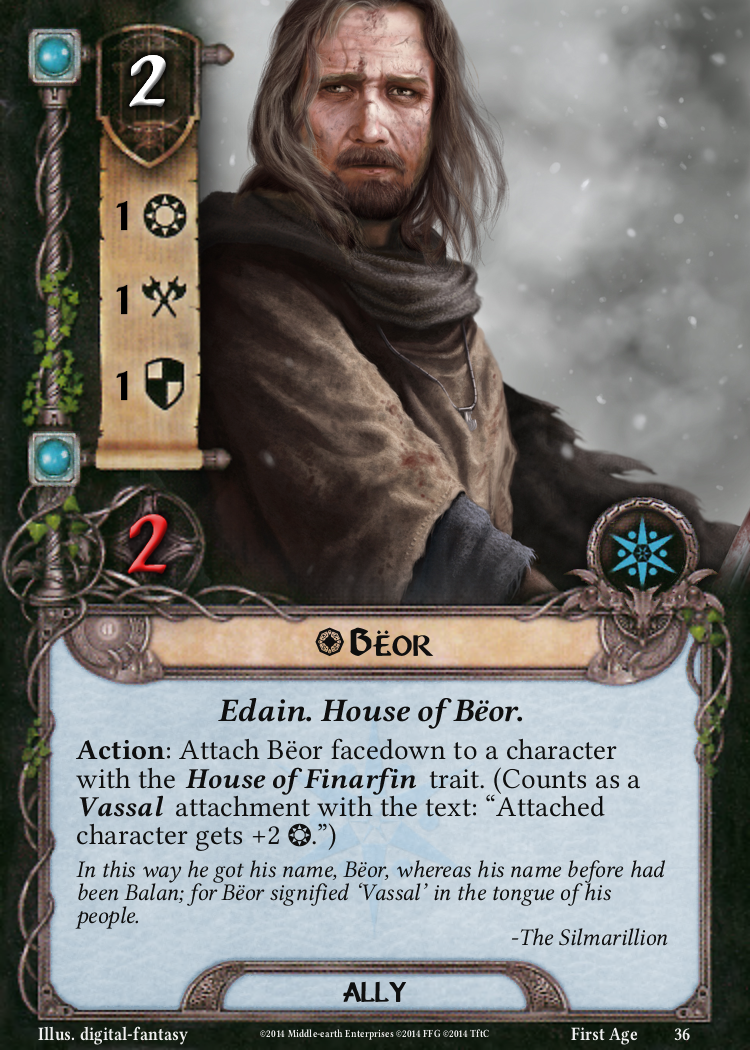 2
1
1
1
2
BËOR
Edain. House of Bëor.
Action: Attach Bëor facedown to a character
with the House of Finarfin trait. (Counts as a
Vassal attachment with the text: “Attached
character gets +2 .”)
In this way he got his name, Bëor, whereas his name before had
been Balan; for Bëor signified ‘Vassal’ in the tongue of his
people.
-The Silmarillion
ALLY
Illus. digital-fantasy ©2014 Middle-earth Enterprises ©2014 FFG ©2014 TftC First Age 36